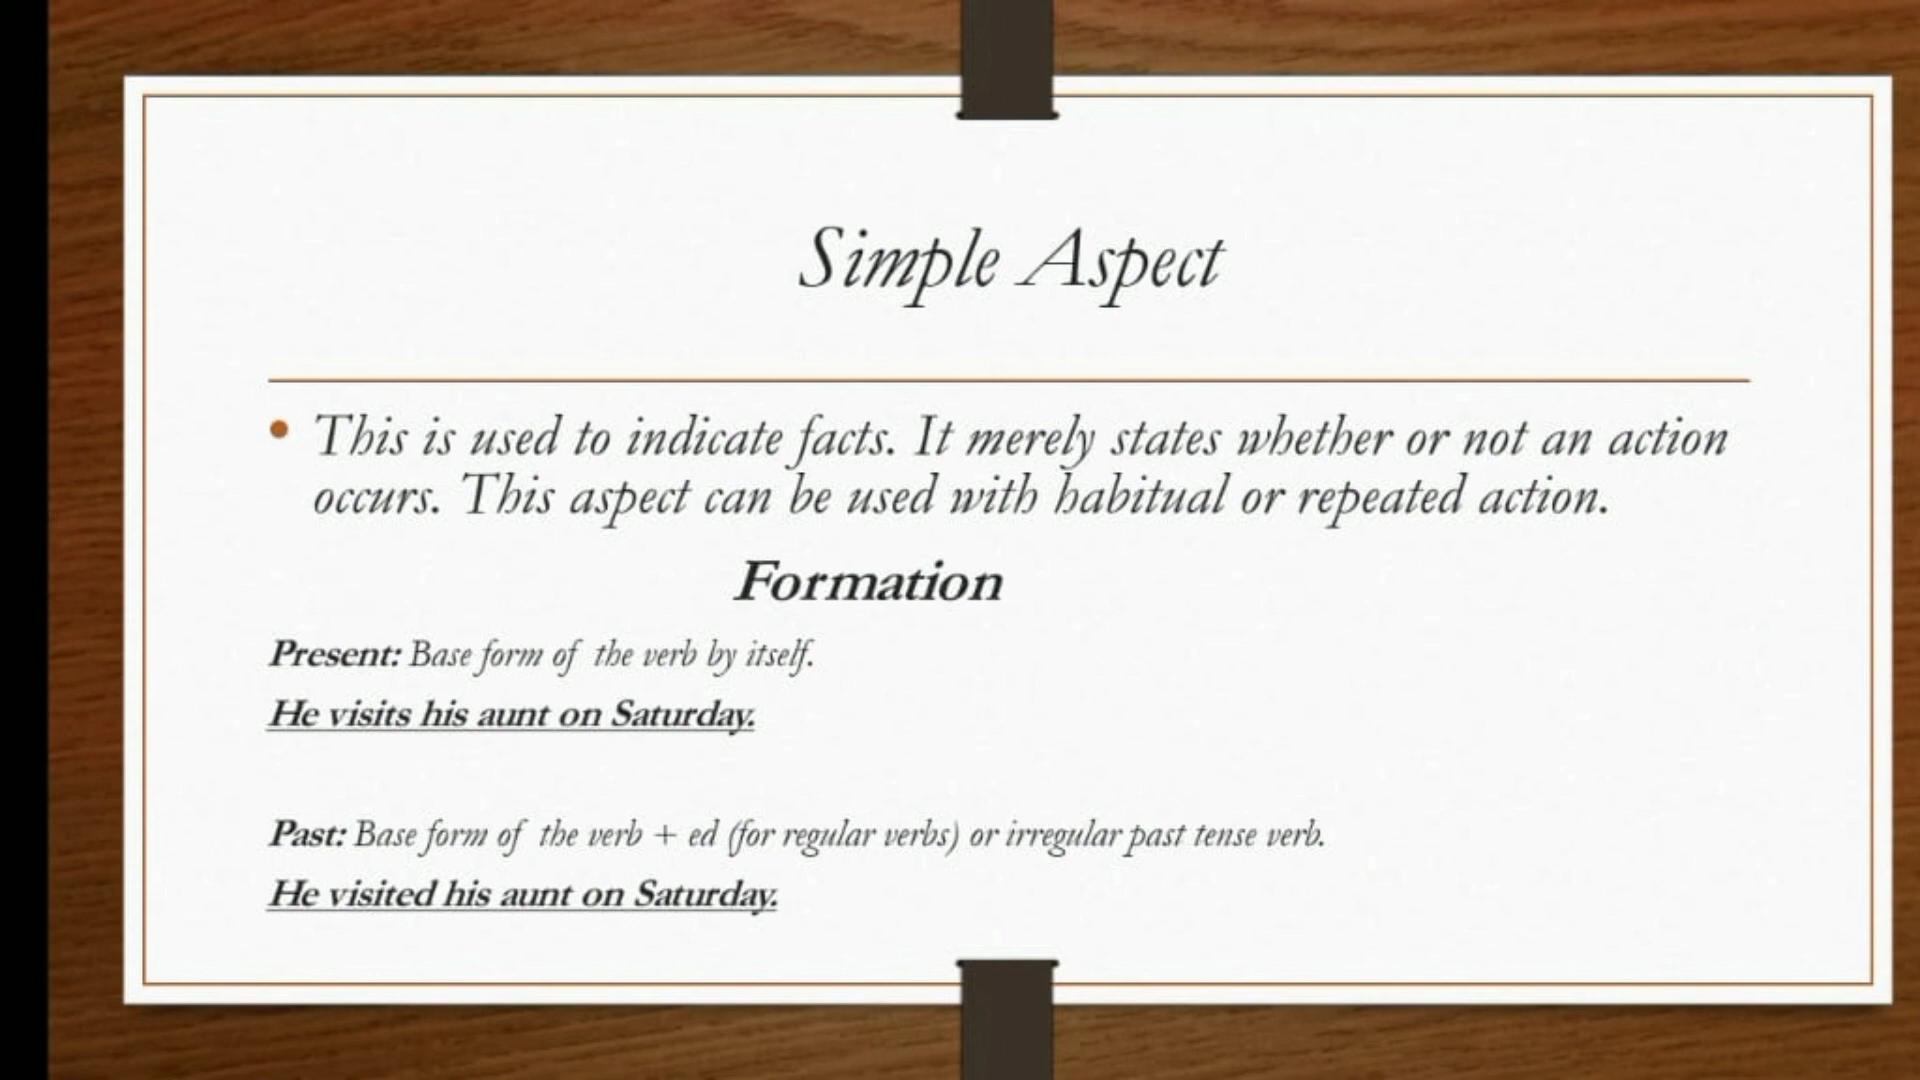 Simple Aspect
• This is used to indicate facts. It merely states whether or not an action
occurs. This aspect can be used with habitual or repeated action.
Formation
Present: Base form of the verb by itself.
He visits his aunt on Saturday.
Past: Base form of the verb + ed (for regular verbs) or irregular past tense verb.
He visited his aunt on Saturday.